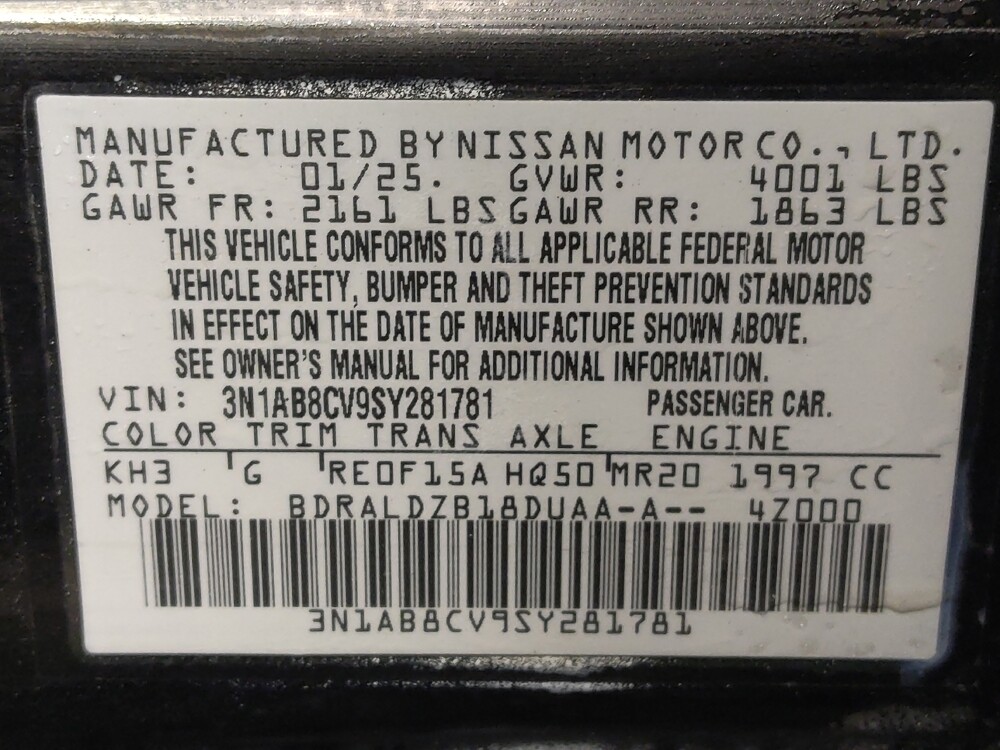 MANUFACTURED BY NISSAN MOTOR CO., LTD.
DATE: 01/25. GVWR: 4001 LBS
GAWR FR: 2161 LBS GAWR RR: 1863 LBS
THIS VEHICLE CONFORMS TO ALL APPLICABLE FEDERAL MOTOR
VEHICLE SAFETY, BUMPER AND THEFT PREVENTION STANDARDS
IN EFFECT ON THE DATE OF MANUFACTURE SHOWN ABOVE.
SEE OWNER'S MANUAL FOR ADDITIONAL INFORMATION.
VIN: 3N1AB8CV9SY281781 PASSENGER CAR.
COLOR TRIM TRANS AXLE ENGINE
KH3 G RE0F15A HQ50 MR20 1997 CC
MODEL: BDRALDZB18DUAA-A-- 4Z000
3N1AB8CV9SY281781